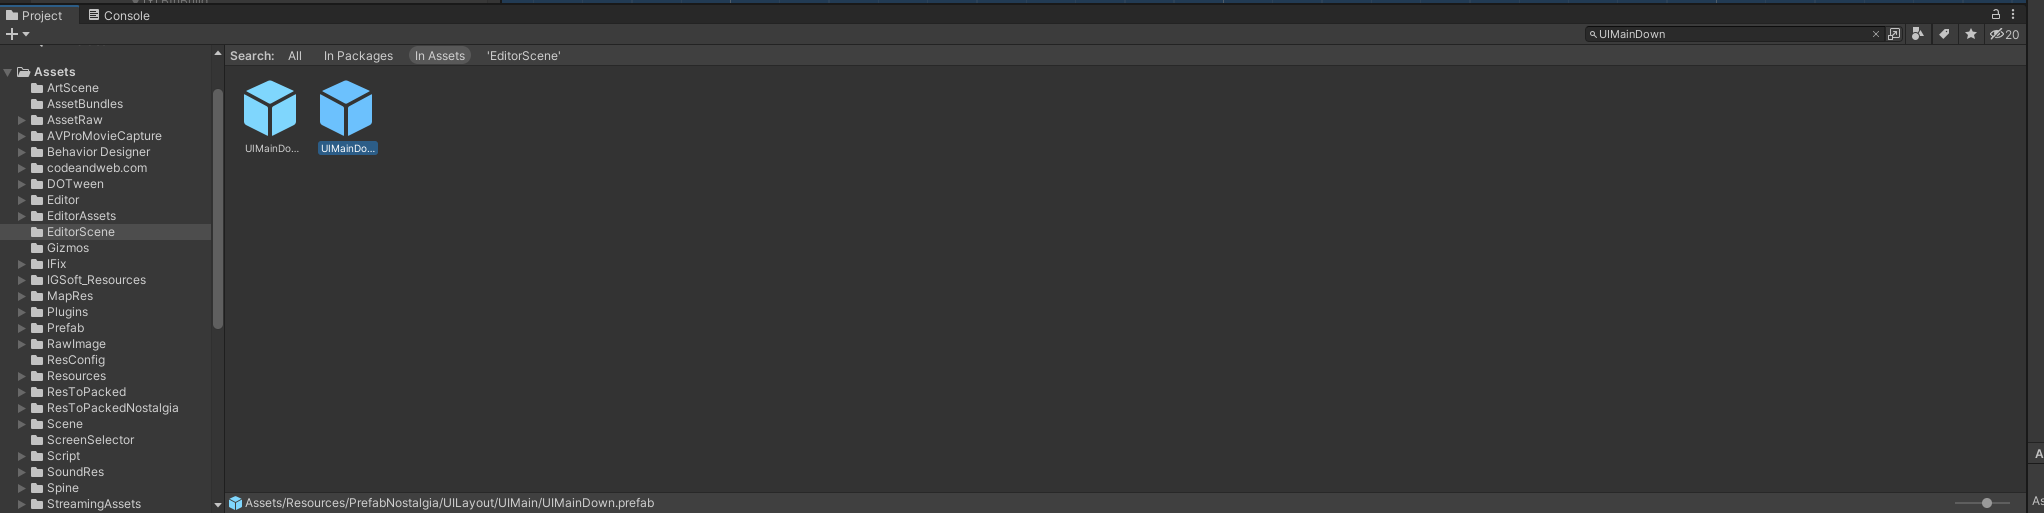 Project
Console
UIMainDown
20
Search:
All
In Packages
In Assets
'EditorScene'
Assets
ArtScene
AssetBundles
AssetRaw
AVProMovieCapture
Behavior Designer
codeandweb.com
DOTween
Editor
EditorAssets
EditorScene
Gizmos
IFix
IGSoft_Resources
MapRes
Plugins
Prefab
RawImage
ResConfig
Resources
ResToPacked
ResToPackedNostalgia
Scene
ScreenSelector
Script
SoundRes
Spine
StreamingAssets
UIMainDo...
UIMainDo...
Assets/Resources/PrefabNostalgia/UILayout/UIMain/UIMainDown.prefab